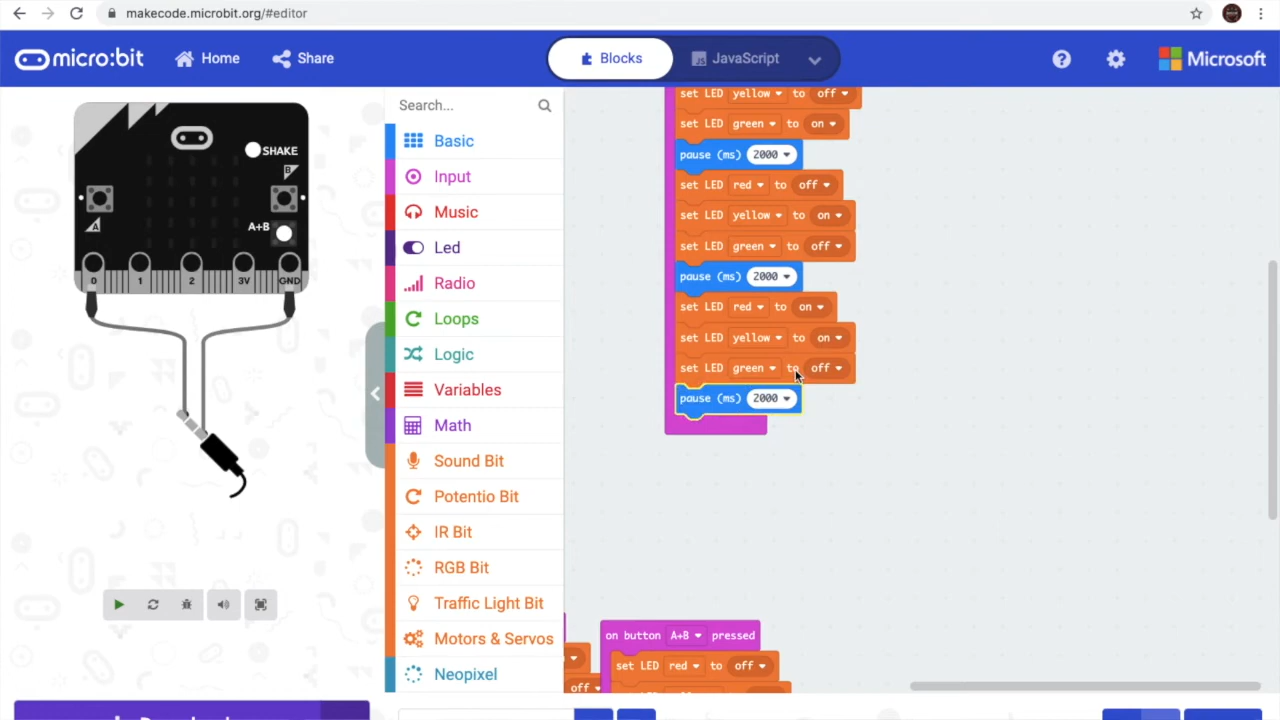 makecode.microbit.org/#editor
micro:bit
Home
Share
Blocks
JavaScript
Microsoft
SHAKE
B
A
A+B
0 1 2 3V GND
Search...
Basic
Input
Music
Led
Radio
Loops
Logic
Variables
Math
Sound Bit
Potentio Bit
IR Bit
RGB Bit
Traffic Light Bit
Motors & Servos
Neopixel
set LED yellow to off
set LED green to on
pause (ms) 2000
set LED red to off
set LED yellow to on
set LED green to off
pause (ms) 2000
set LED red to on
set LED yellow to on
set LED green to off
pause (ms) 2000
on button A+B pressed
set LED red to off
off